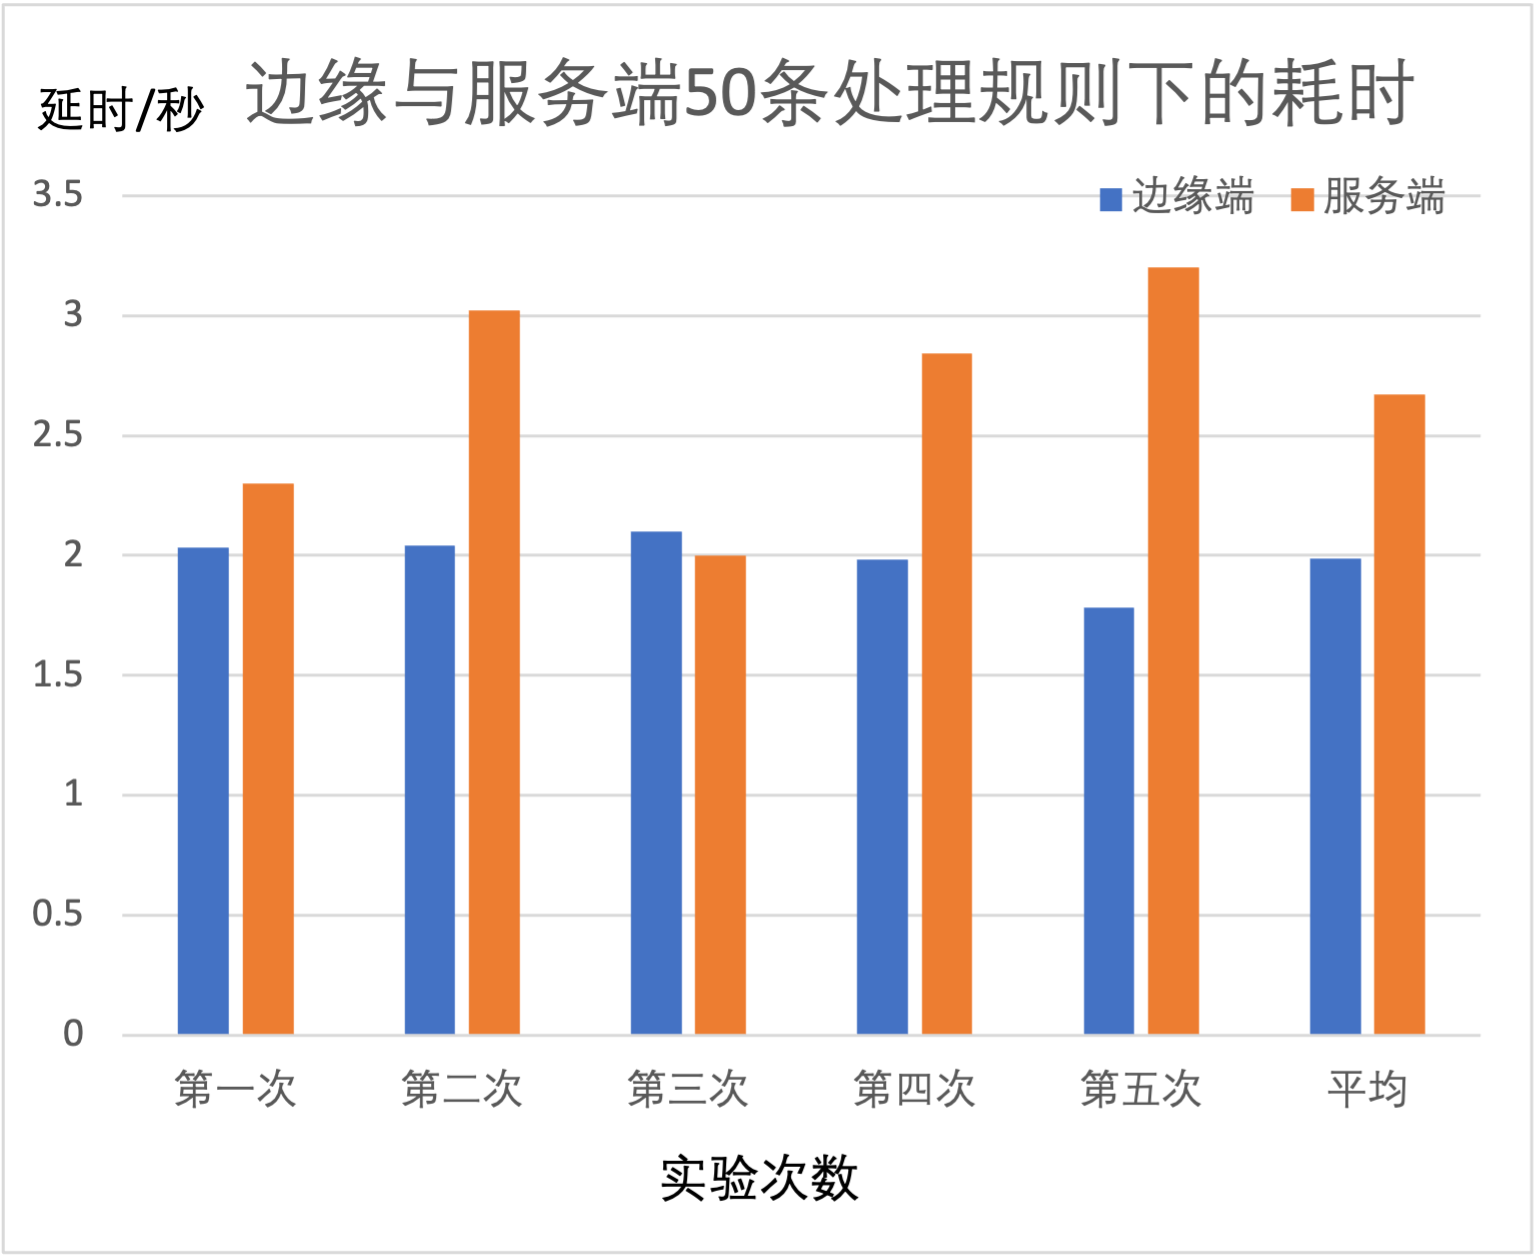 延时/秒
边缘与服务端50条处理规则下的耗时
边缘端
服务端
3.5
3
2.5
2
1.5
1
0.5
0
第一次
第二次
第三次
第四次
第五次
平均
实验次数